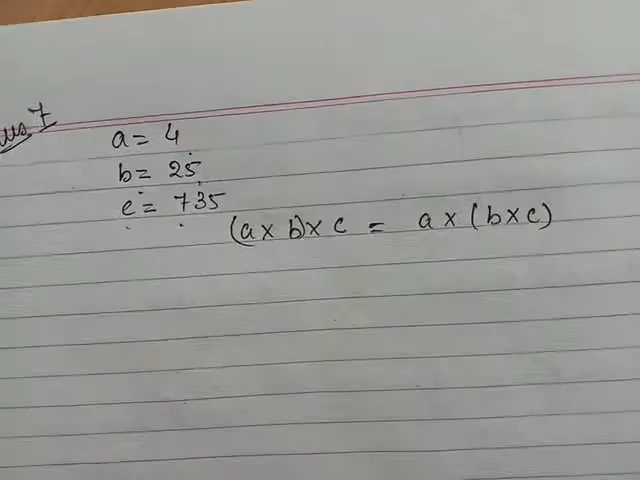 a = 4
b = 25
c = 735
(a x b) x c = a x (b x c)